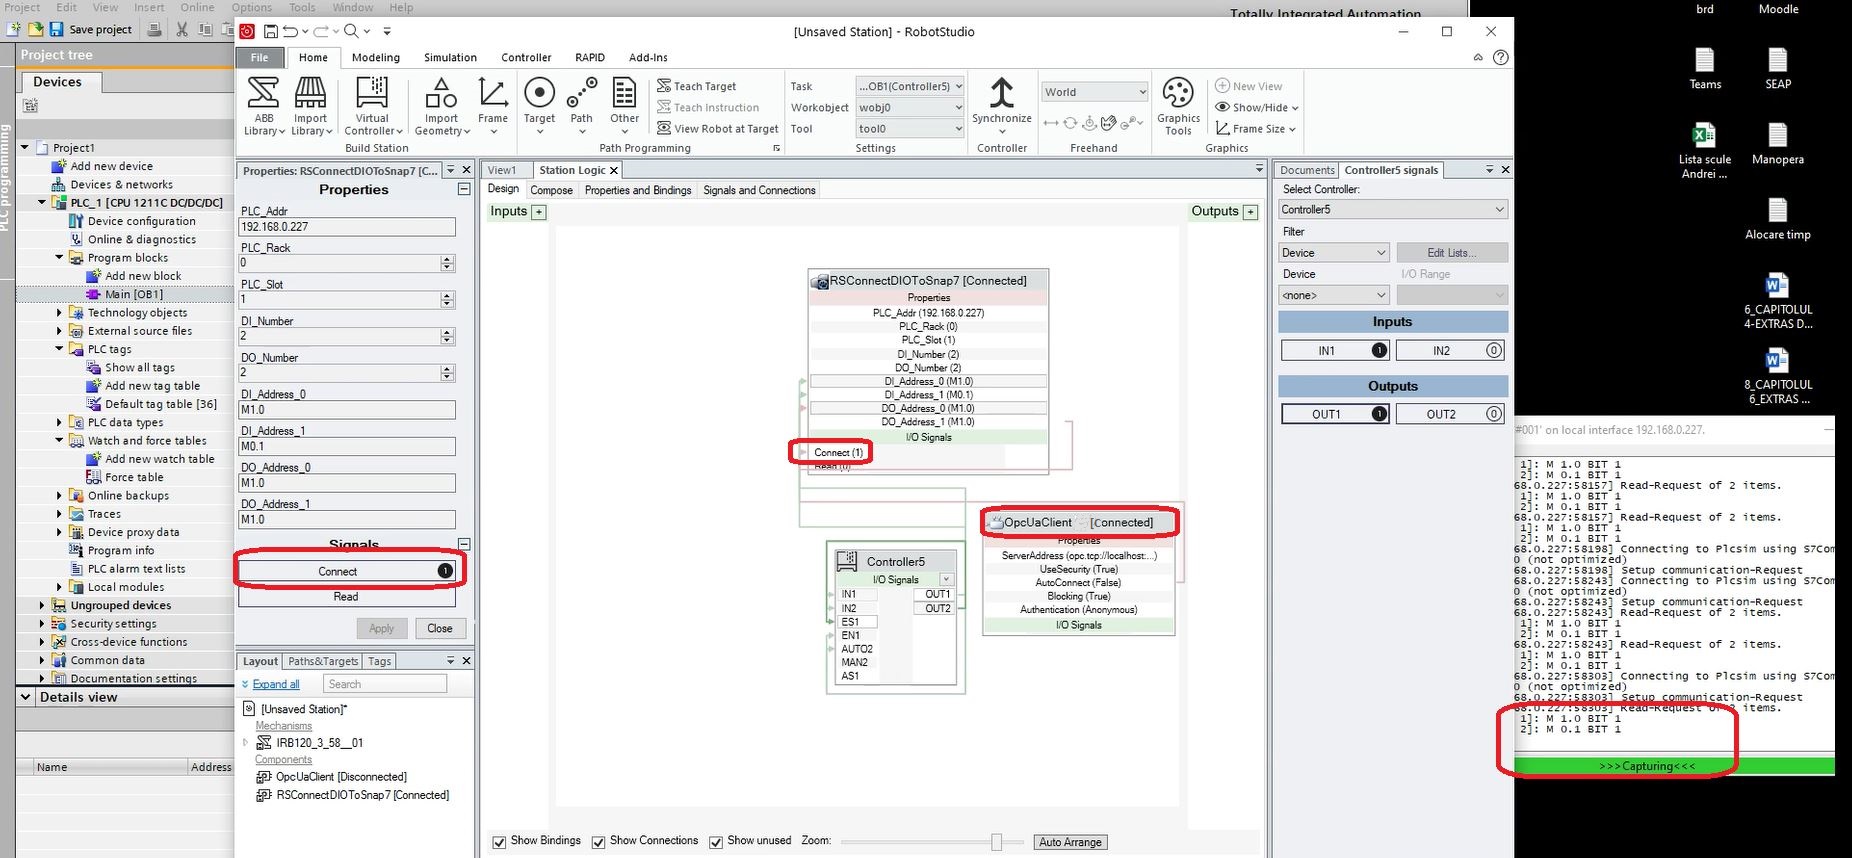 Project Edit View Insert Online Options Tools Window Help
Totally Integrated Automation
Save project
Project tree
Devices
PLC programming
Project1
Add new device
Devices & networks
PLC_1 [CPU 1211C DC/DC/DC]
Device configuration
Online & diagnostics
Program blocks
Add new block
Main [OB1]
Technology objects
External source files
PLC tags
Show all tags
Add new tag table
Default tag table [36]
PLC data types
Watch and force tables
Add new watch table
Force table
Online backups
Traces
Device proxy data
Program info
PLC alarm text lists
Local modules
Ungrouped devices
Security settings
Cross-device functions
Common data
Documentation settings
Details view
Name Address
[Unsaved Station] - RobotStudio
File Home Modeling Simulation Controller RAPID Add-Ins
ABB Library
Import Library
Virtual Controller
Import Geometry
Frame
Build Station
Target
Path
Other
Teach Target
Teach Instruction
View Robot at Target
Path Programming
Task ...OB1(Controller5)
Workobject wobj0
Tool tool0
Settings
Synchronize
Controller
World
Freehand
Graphics Tools
New View
Show/Hide
Frame Size
Graphics
Properties: RSConnectDIOToSnap7 [C...
Properties
PLC_Addr
192.168.0.227
PLC_Rack
0
PLC_Slot
1
DI_Number
2
DO_Number
2
DI_Address_0
M1.0
DI_Address_1
M0.1
DO_Address_0
M1.0
DO_Address_1
M1.0
Signals
Connect 1
Read
Apply Close
Layout Paths&Targets Tags
Expand all Search
[Unsaved Station]*
Mechanisms
IRB120_3_58__01
Components
OpcUaClient [Disconnected]
RSConnectDIOToSnap7 [Connected]
View1 Station Logic
Design Compose Properties and Bindings Signals and Connections
Inputs + Outputs +
RSConnectDIOToSnap7 [Connected]
Properties
PLC_Addr (192.168.0.227)
PLC_Rack (0)
PLC_Slot (1)
DI_Number (2)
DO_Number (2)
DI_Address_0 (M1.0)
DI_Address_1 (M0.1)
DO_Address_0 (M1.0)
DO_Address_1 (M1.0)
I/O Signals
Connect (1)
Read (0)
OpcUaClient [Connected]
Properties
ServerAddress (opc.tcp://localhost:...)
UseSecurity (True)
AutoConnect (False)
Blocking (True)
Authentication (Anonymous)
I/O Signals
Controller5
I/O Signals
IN1 OUT1
IN2 OUT2
ES1
EN1
AUTO2
MAN2
AS1
Show Bindings Show Connections Show unused Zoom: Auto Arrange
Documents Controller5 signals
Select Controller:
Controller5
Filter
Device Edit Lists...
Device I/O Range
<none>
Inputs
IN1 1 IN2 0
Outputs
OUT1 1 OUT2 0
brd Moodle
Teams SEAP
Lista scule Andrei ...
Manopera
Alocare timp
6_CAPITOLUL
4-EXTRAS D...
8_CAPITOLUL
6_EXTRAS ...
'#001' on local interface 192.168.0.227.
1]: M 1.0 BIT 1
2]: M 0.1 BIT 1
68.0.227:58157] Read-Request of 2 items.
1]: M 1.0 BIT 1
2]: M 0.1 BIT 1
68.0.227:58157] Read-Request of 2 items.
1]: M 1.0 BIT 1
2]: M 0.1 BIT 1
68.0.227:58198] Connecting to Plcsim using S7Com
0 (not optimized)
68.0.227:58198] Setup communication-Request
68.0.227:58243] Connecting to Plcsim using S7Com
0 (not optimized)
68.0.227:58243] Setup communication-Request
68.0.227:58243] Read-Request of 2 items.
1]: M 1.0 BIT 1
2]: M 0.1 BIT 1
68.0.227:58243] Read-Request of 2 items.
1]: M 1.0 BIT 1
2]: M 0.1 BIT 1
68.0.227:58303] Connecting to Plcsim using S7Com
0 (not optimized)
68.0.227:58303] Setup communication-Request
68.0.227:58303] Read-Request of 2 items.
1]: M 1.0 BIT 1
2]: M 0.1 BIT 1
>>>Capturing<<<